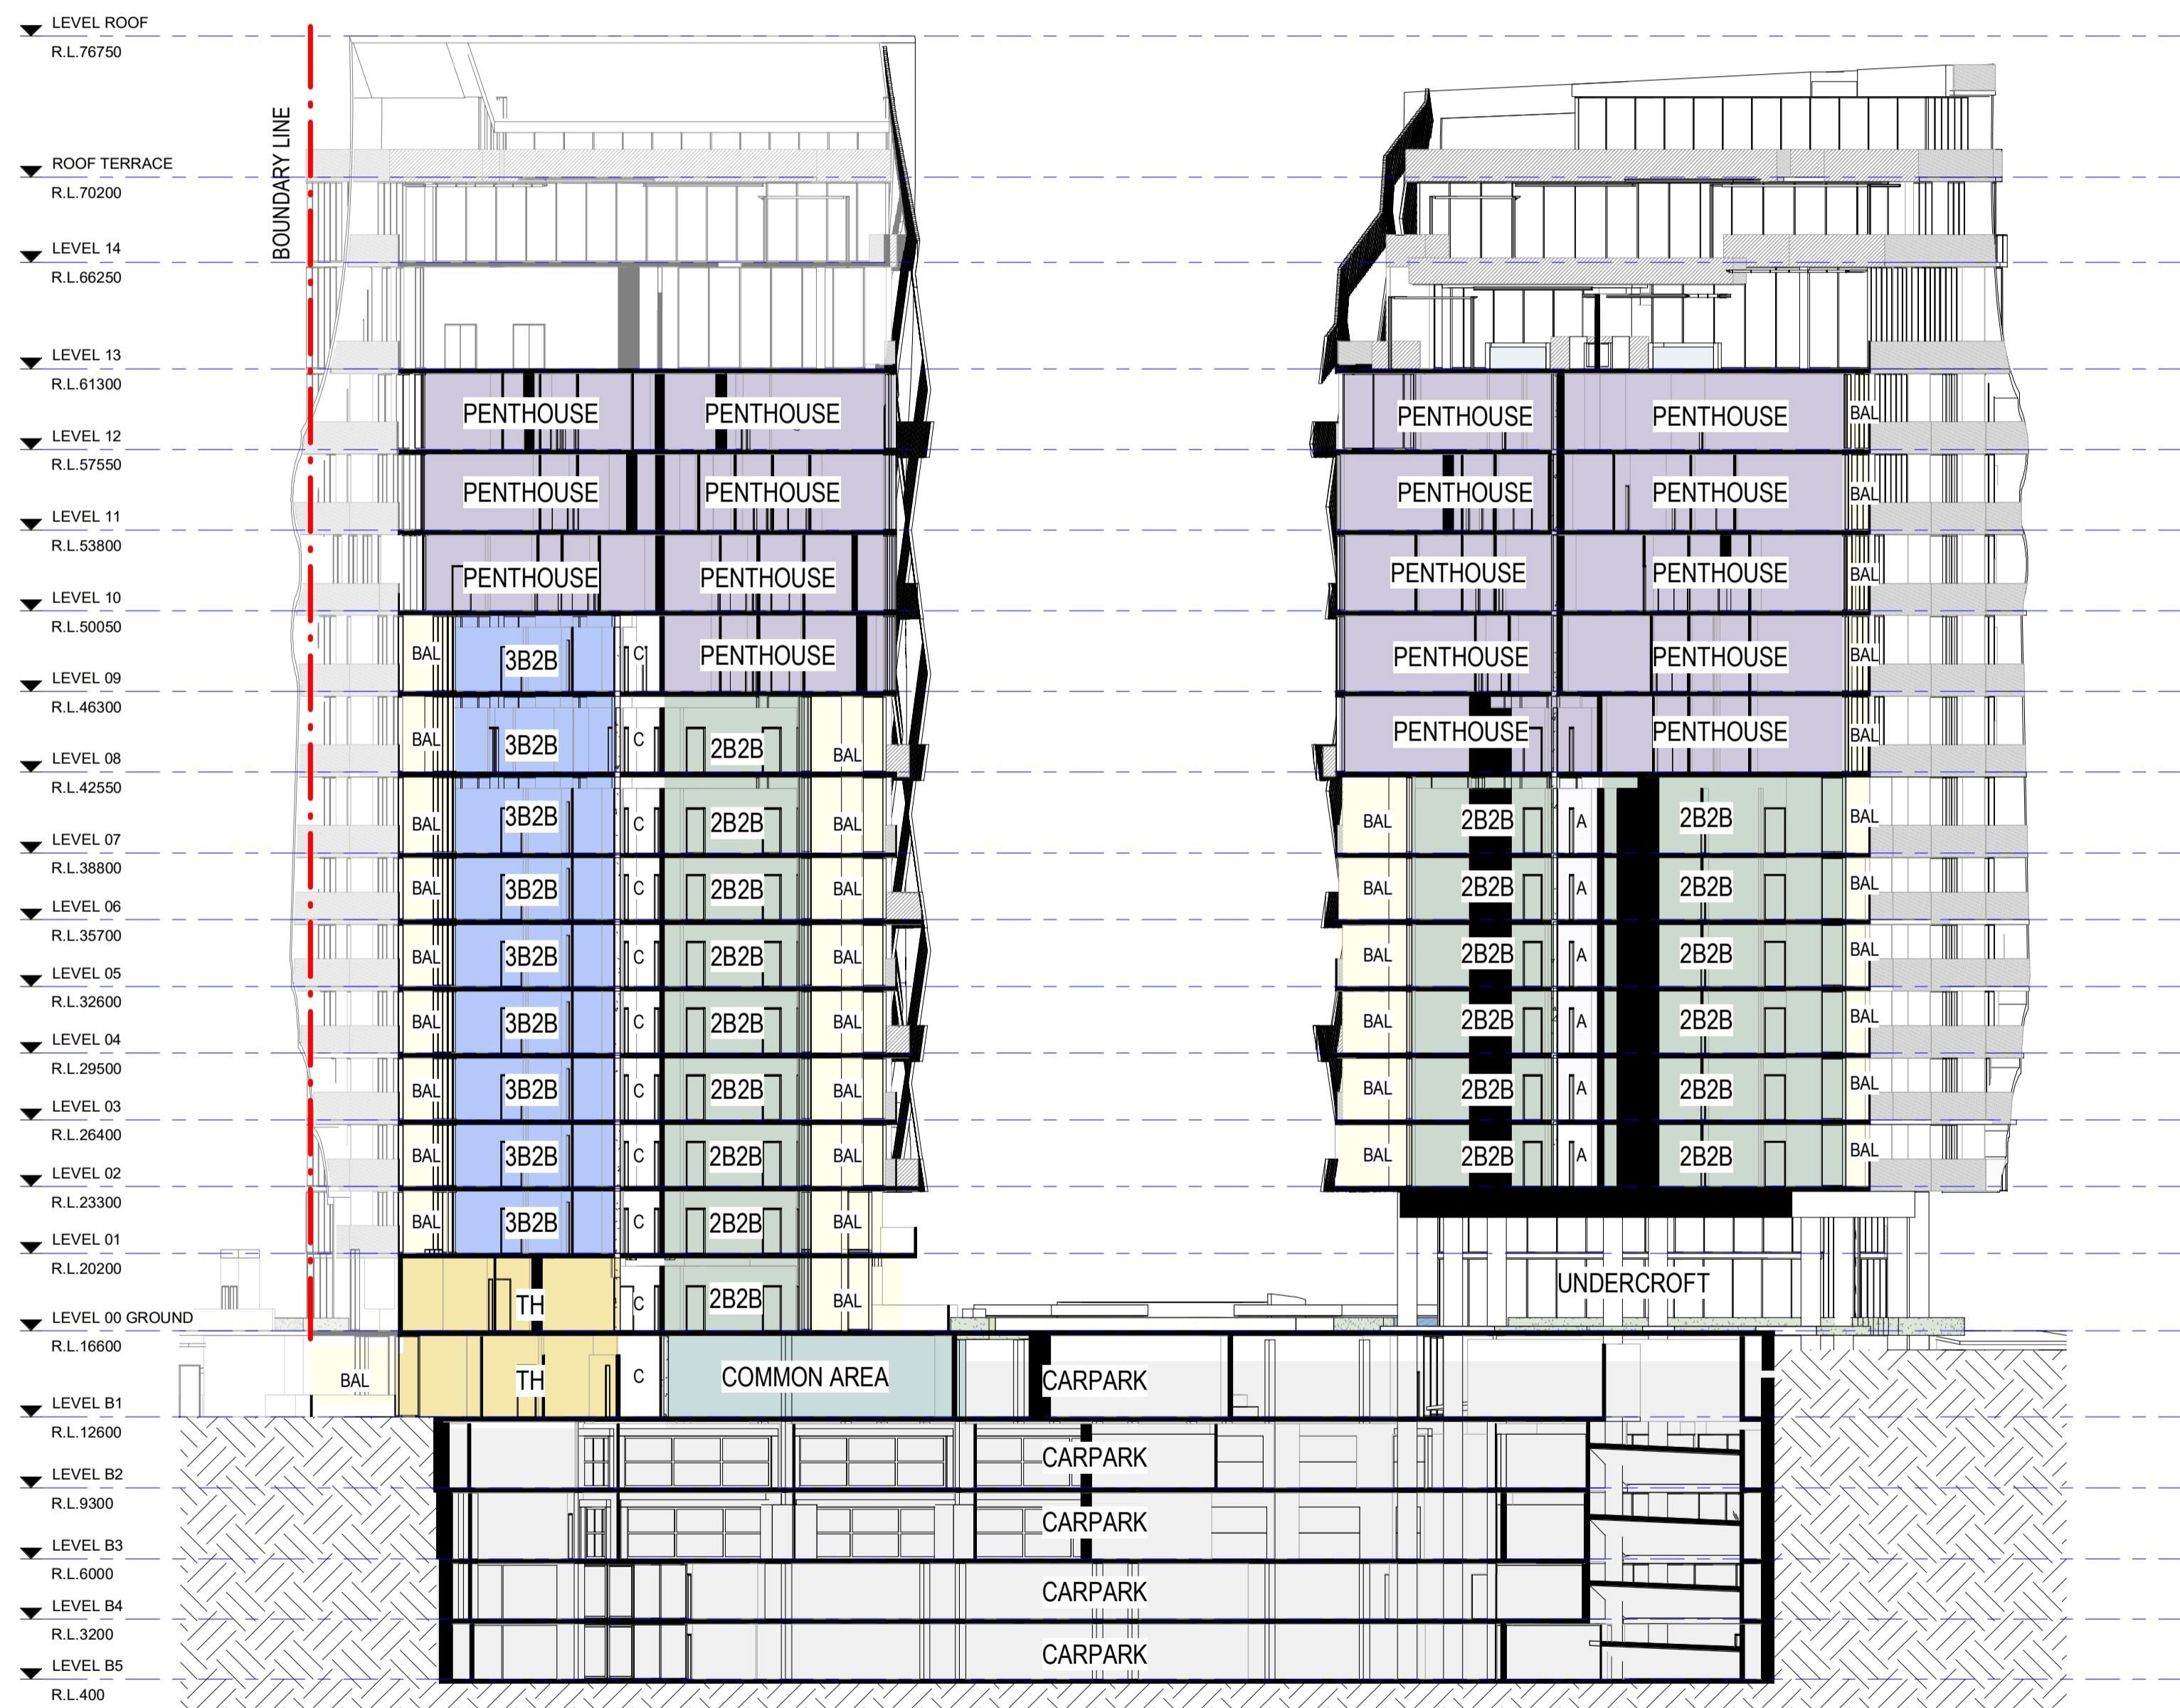 LEVEL ROOF
R.L.76750
BOUNDARY LINE
ROOF TERRACE
R.L.70200
LEVEL 14
R.L.66250
LEVEL 13
R.L.61300
PENTHOUSE PENTHOUSE PENTHOUSE PENTHOUSE BAL
LEVEL 12
R.L.57550
PENTHOUSE PENTHOUSE PENTHOUSE PENTHOUSE BAL
LEVEL 11
R.L.53800
PENTHOUSE PENTHOUSE PENTHOUSE PENTHOUSE BAL
LEVEL 10
R.L.50050
BAL 3B2B C PENTHOUSE PENTHOUSE PENTHOUSE BAL
LEVEL 09
R.L.46300
BAL 3B2B C 2B2B BAL PENTHOUSE PENTHOUSE BAL
LEVEL 08
R.L.42550
BAL 3B2B C 2B2B BAL BAL 2B2B A 2B2B BAL
LEVEL 07
R.L.38800
BAL 3B2B C 2B2B BAL BAL 2B2B A 2B2B BAL
LEVEL 06
R.L.35700
BAL 3B2B C 2B2B BAL BAL 2B2B A 2B2B BAL
LEVEL 05
R.L.32600
BAL 3B2B C 2B2B BAL BAL 2B2B A 2B2B BAL
LEVEL 04
R.L.29500
BAL 3B2B C 2B2B BAL BAL 2B2B A 2B2B BAL
LEVEL 03
R.L.26400
BAL 3B2B C 2B2B BAL BAL 2B2B A 2B2B BAL
LEVEL 02
R.L.23300
BAL 3B2B C 2B2B BAL
LEVEL 01
R.L.20200
TH C 2B2B BAL UNDERCROFT
LEVEL 00 GROUND
R.L.16600
BAL TH C COMMON AREA CARPARK
LEVEL B1
R.L.12600
CARPARK
LEVEL B2
R.L.9300
CARPARK
LEVEL B3
R.L.6000
CARPARK
LEVEL B4
R.L.3200
CARPARK
LEVEL B5
R.L.400